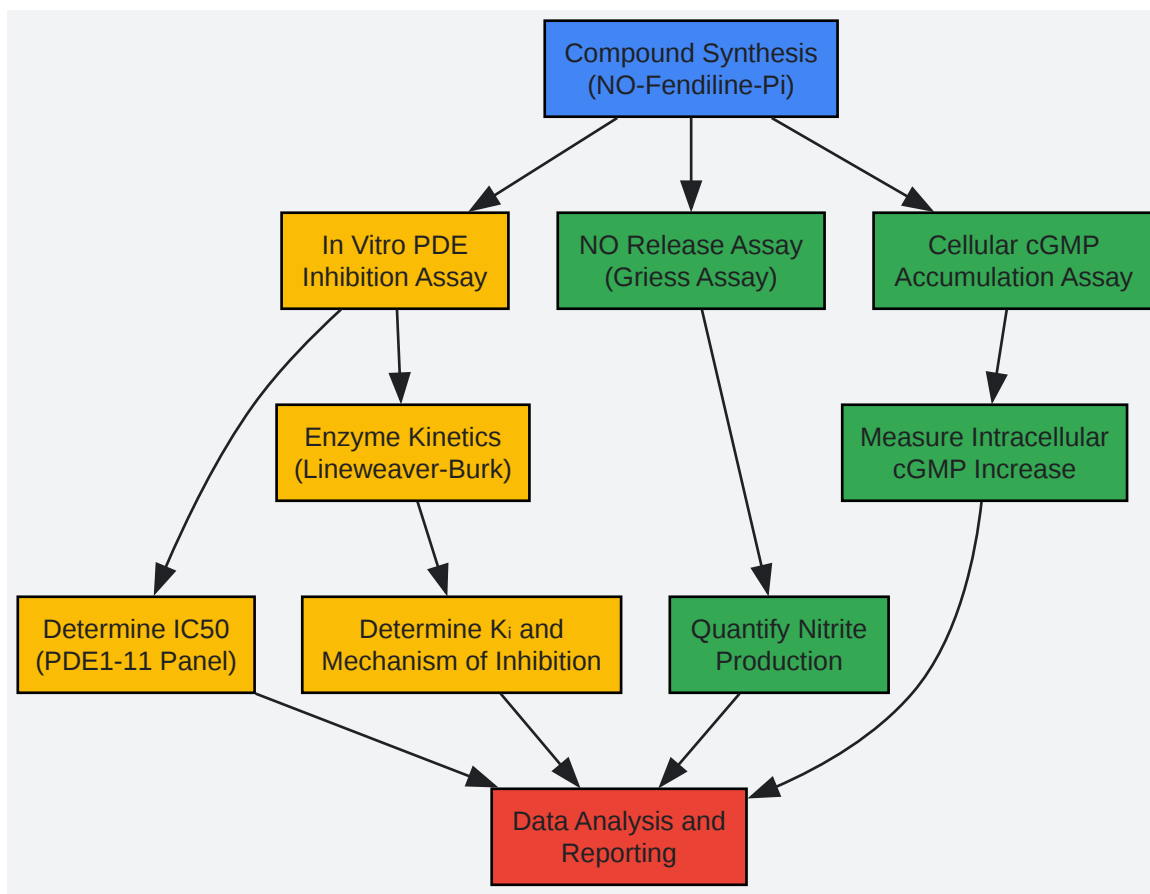 Compound Synthesis
(NO-Fendiline-Pi)
In Vitro PDE
Inhibition Assay
NO Release Assay
(Griess Assay)
Cellular cGMP
Accumulation Assay
Enzyme Kinetics
(Lineweaver-Burk)
Measure Intracellular
cGMP Increase
Determine IC50
(PDE1-11 Panel)
Determine Kᵢ and
Mechanism of Inhibition
Quantify Nitrite
Production
Data Analysis and
Reporting